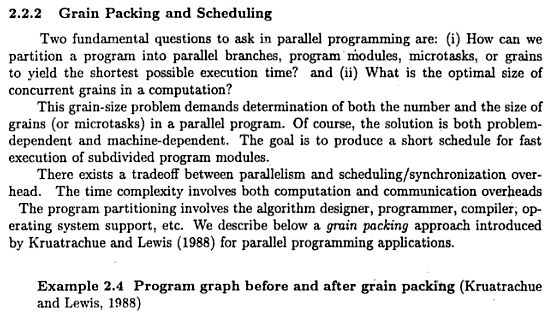 2.2.2 Grain Packing and Scheduling
Two fundamental questions to ask in parallel programming are: (i) How can we
partition a program into parallel branches, program modules, microtasks, or grains
to yield the shortest possible execution time? and (ii) What is the optimal size of
concurrent grains in a computation?
This grain-size problem demands determination of both the number and the size of
grains (or microtasks) in a parallel program. Of course, the solution is both problem-
dependent and machine-dependent. The goal is to produce a short schedule for fast
execution of subdivided program modules.
There exists a tradeoff between parallelism and scheduling/synchronization over-
head. The time complexity involves both computation and communication overheads
The program partitioning involves the algorithm designer, programmer, compiler, op-
erating system support, etc. We describe below a grain packing approach introduced
by Kruatrachue and Lewis (1988) for parallel programming applications.
Example 2.4 Program graph before and after grain packing (Kruatrachue
and Lewis, 1988)